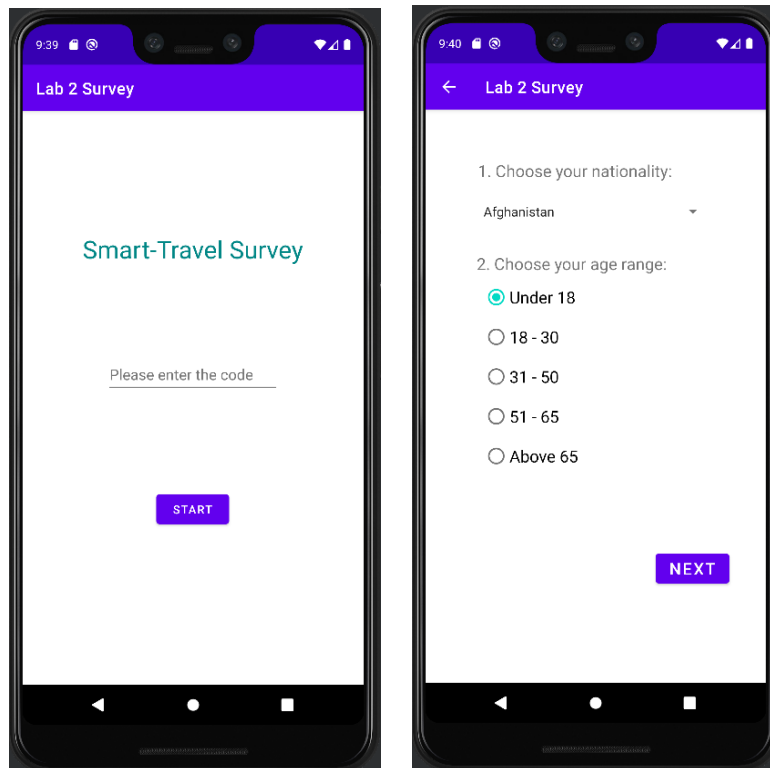 9:39
Lab 2 Survey
Smart-Travel Survey
Please enter the code
START
9:40
Lab 2 Survey
1. Choose your nationality:
Afghanistan
2. Choose your age range:
Under 18
18 - 30
31 - 50
51 - 65
Above 65
NEXT